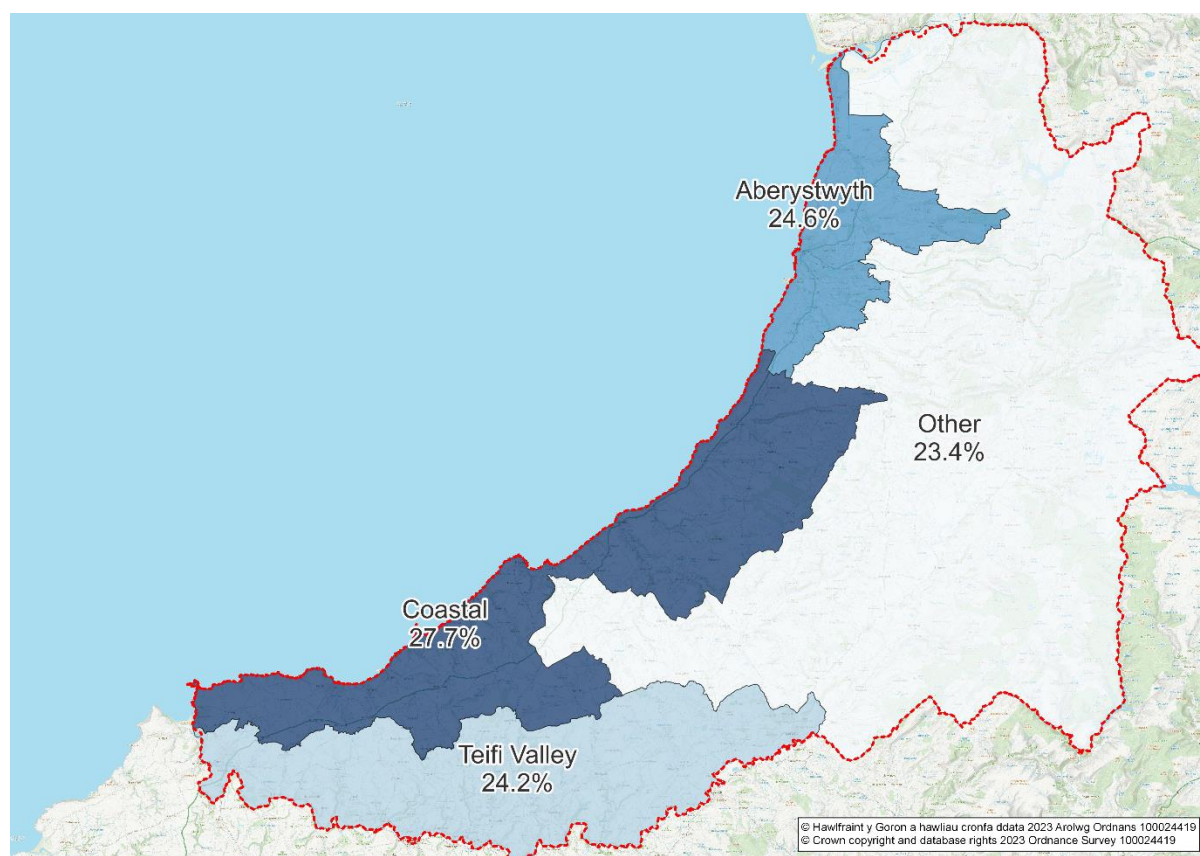 Aberystwyth
24.6%
Other
23.4%
Coastal
27.7%
Teifi Valley
24.2%
© Hawlfraint y Goron a hawliau cronfa ddata 2023 Arolwg Ordnans 100024419
© Crown copyright and database rights 2023 Ordnance Survey 100024419